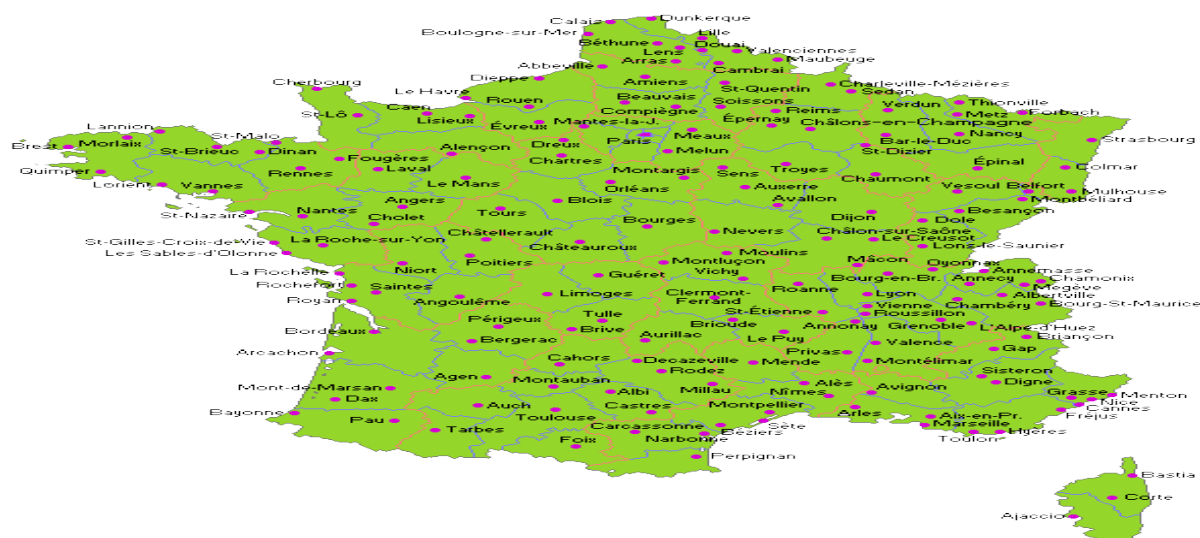 Dunkerque
Calais
Boulogne-sur-Mer
Lille
Béthune
Douai
Lens
Valenciennes
Arras
Maubeuge
Abbeville
Cambrai
Dieppe
Amiens
Charleville-Mézières
Cherbourg
St-Quentin
Sedan
Le Havre
Beauvais
Rouen
Soissons
Thionville
Caen
Compiègne
Reims
Verdun
Forbach
St-Lô
Lisieux
Mantes-la-J.
Épernay
Metz
Lannion
Évreux
Châlons-en-Champagne
St-Malo
Meaux
Nancy
Morlaix
Dreux
Paris
Bar-le-Duc
Strasbourg
Brest
St-Brieuc
Dinan
Alençon
Melun
St-Dizier
Fougères
Chartres
Épinal
Quimper
Rennes
Laval
Montargis
Sens
Troyes
Chaumont
Colmar
Lorient
Vannes
Le Mans
Orléans
Auxerre
Vesoul
Belfort
Mulhouse
Angers
Blois
Avallon
Montbéliard
St-Nazaire
Nantes
Tours
Besançon
Cholet
Bourges
Dijon
Dole
Châtellerault
Nevers
Châlon-sur-Saône
St-Gilles-Croix-de-Vie
La Roche-sur-Yon
Châteauroux
Le Creusot
Lons-le-Saunier
Les Sables-d'Olonne
Moulins
Poitiers
Montluçon
Mâcon
Oyonnax
Niort
Annemasse
La Rochelle
Guéret
Vichy
Bourg-en-Br.
Annecy
Chamonix
Rochefort
Saintes
Roanne
Megève
Angoulême
Limoges
Clermont-
Ferrand
Lyon
Albertville
Royan
Chambéry
Bourg-St-Maurice
Vienne
Tulle
St-Étienne
Roussillon
Périgueux
Brioude
Annonay
Grenoble
L'Alpe-d'Huez
Bordeaux
Brive
Aurillac
Le Puy
Briançon
Bergerac
Valence
Arcachon
Privas
Gap
Cahors
Decazeville
Mende
Montélimar
Rodez
Sisteron
Agen
Montauban
Digne
Mont-de-Marsan
Albi
Millau
Alès
Avignon
Grasse
Menton
Nîmes
Dax
Nice
Auch
Castres
Montpellier
Cannes
Bayonne
Toulouse
Arles
Aix-en-Pr.
Fréjus
Pau
Carcassonne
Sète
Marseille
Tarbes
Béziers
Toulon
Hyères
Foix
Narbonne
Perpignan
Bastia
Corte
Ajaccio